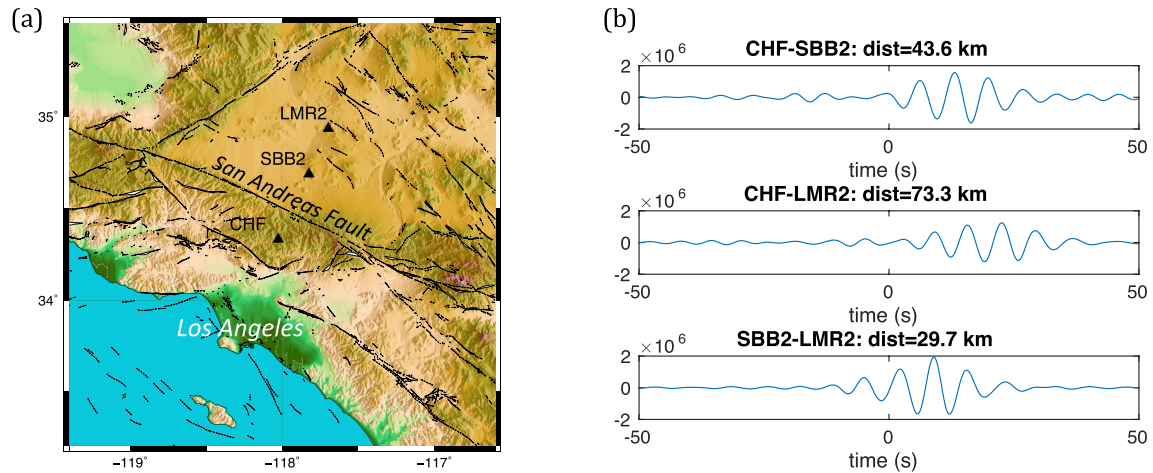 (a)
35˚
34˚
−119˚
−118˚
−117˚
LMR2
SBB2
San Andreas Fault
CHF
Los Angeles
(b)
CHF-SBB2: dist=43.6 km
× 10 6
2
0
-2
-50
0
50
time (s)
CHF-LMR2: dist=73.3 km
× 10 6
2
0
-2
-50
0
50
time (s)
SBB2-LMR2: dist=29.7 km
× 10 6
2
0
-2
-50
0
50
time (s)